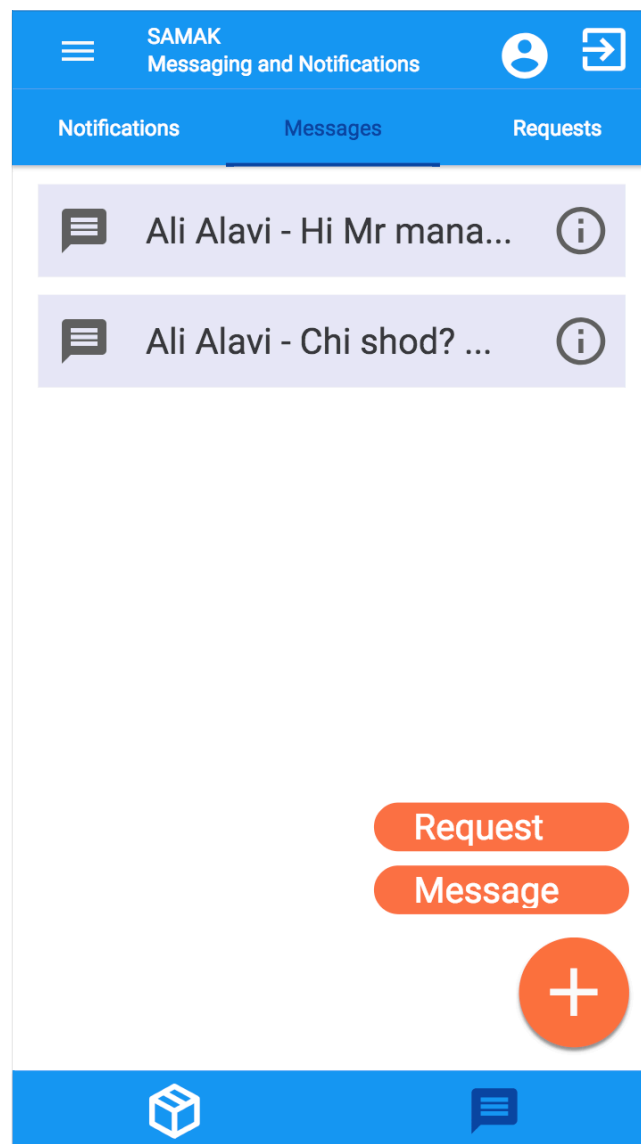 SAMAK
Messaging and Notifications
Notifications Messages Requests
Ali Alavi - Hi Mr mana...
Ali Alavi - Chi shod? ...
Request
Message